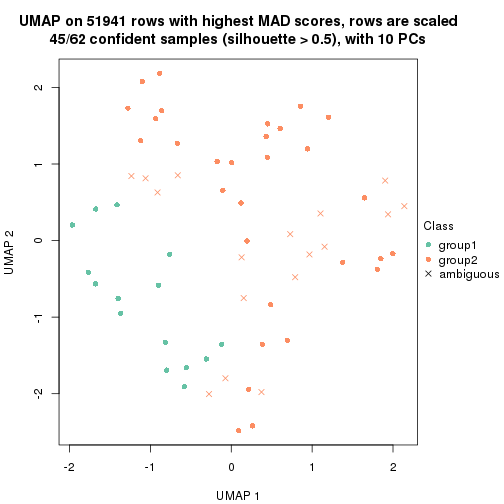 UMAP on 51941 rows with highest MAD scores, rows are scaled
45/62 confident samples (silhouette > 0.5), with 10 PCs
2
1
0
-1
-2
UMAP 2
-2
-1
0
1
2
UMAP 1
Class
group1
group2
ambiguous